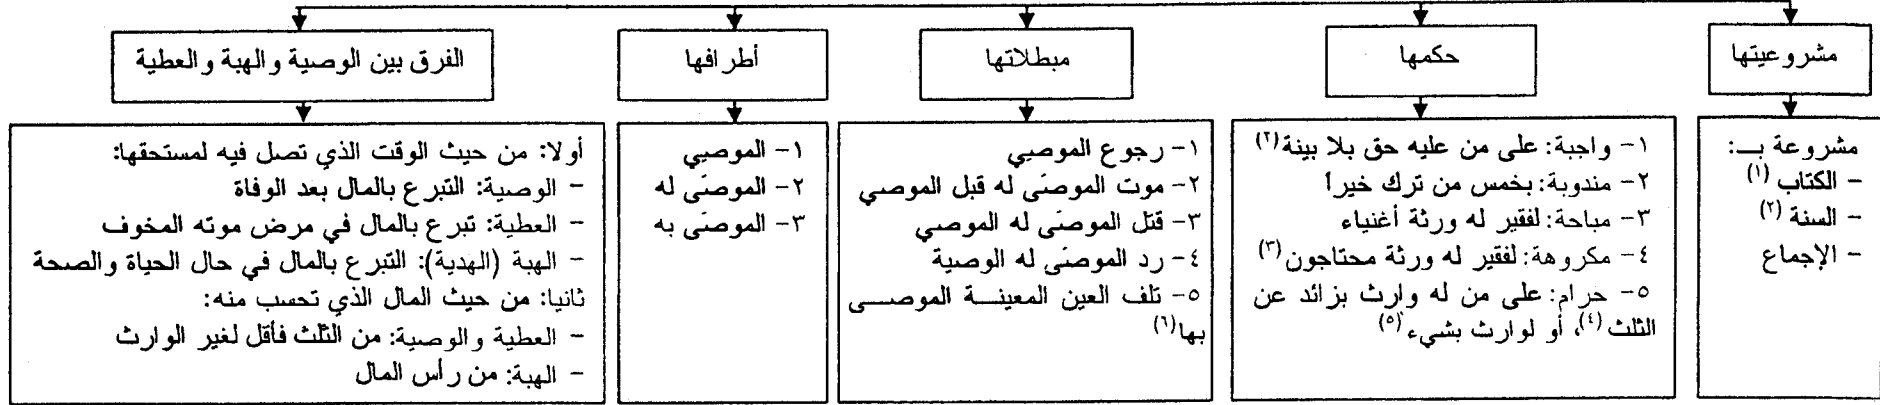 مشروعيتها
مشروعة بـ:
- الكتاب (١)
- السنة (٢)
- الإجماع
حكمها
١- واجبة: على من عليه حق بلا بينة (٢)
٢- مندوبة: بخمس من ترك خيراً
٣- مباحة: لفقير له ورثة أغنياء
٤- مكروهة: لفقير له ورثة محتاجون (٣)
٥- حرام: على من له وارث بزائد عن
الثلث (٤)، أو لوارث بشيء (٥)
مبطلاتها
١- رجوع الموصي
٢- موت الموصَى له قبل الموصي
٣- قتل الموصَى له الموصي
٤- رد الموصَى له الوصية
٥- تلف العين المعينة الموصى
بها (٦)
أطرافها
١- الموصي
٢- الموصَى له
٣- الموصَى به
الفرق بين الوصية والهبة والعطية
أولا: من حيث الوقت الذي تصل فيه لمستحقها:
- الوصية: التبرع بالمال بعد الوفاة
- العطية: تبرع بالمال في مرض موته المخوف
- الهبة (الهدية): التبرع بالمال في حال الحياة والصحة
ثانيا: من حيث المال الذي تحسب منه:
- العطية والوصية: من الثلث فأقل لغير الوارث
- الهبة: من رأس المال